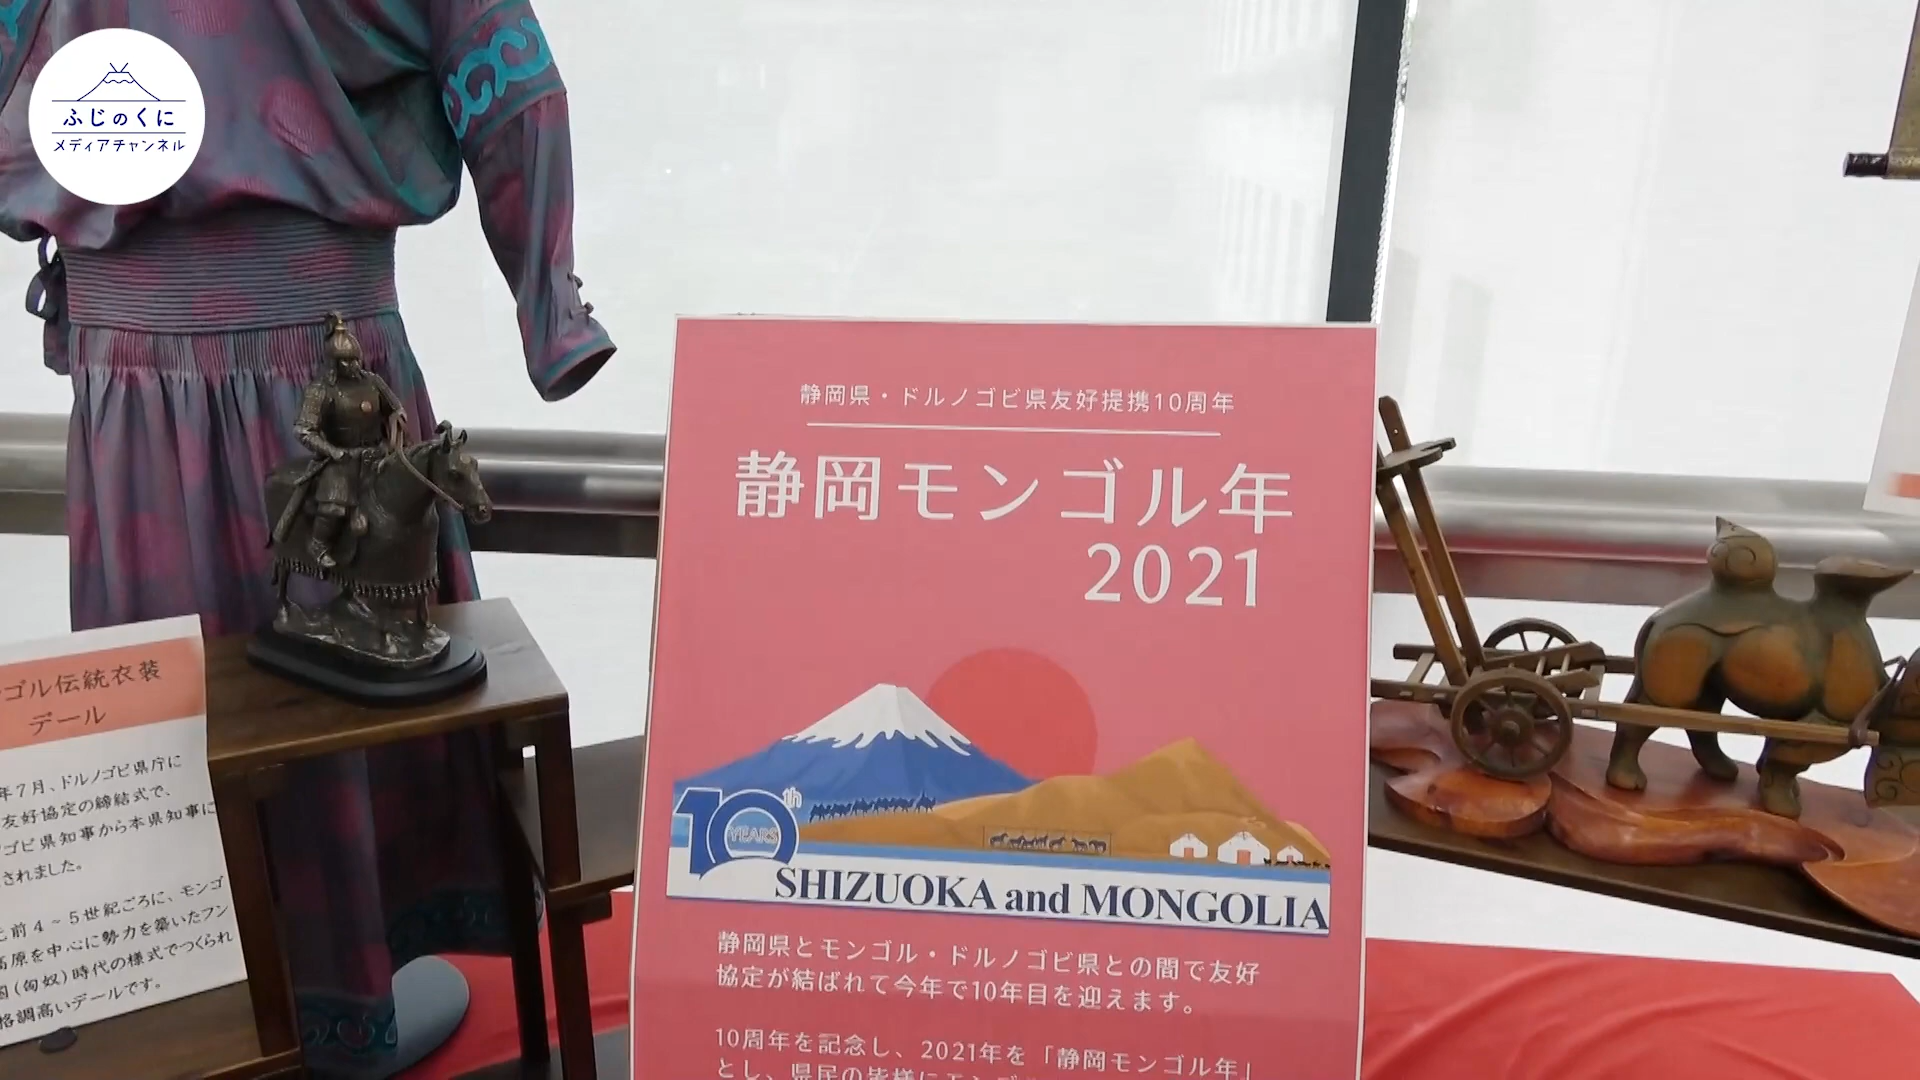 ふじのくに
メディアチャンネル
静岡県・ドルノゴビ県友好提携10周年
静岡モンゴル年
2021
10th
YEARS
SHIZUOKA and MONGOLIA
静岡県とモンゴル・ドルノゴビ県との間で友好
協定が結ばれて今年で10年目を迎えます。
10周年を記念し、2021年を「静岡モンゴル年」
とし、県民の皆様に
ゴル伝統衣装
デール
年7月、ドルノゴビ県庁に
友好協定の締結式で、
ゴビ県知事から本県知事に
されました。
元前4~5世紀ごろに、モンゴ
高原を中心に勢力を築いたフン
(匈奴)時代の様式でつくられ
格調高いデールです。